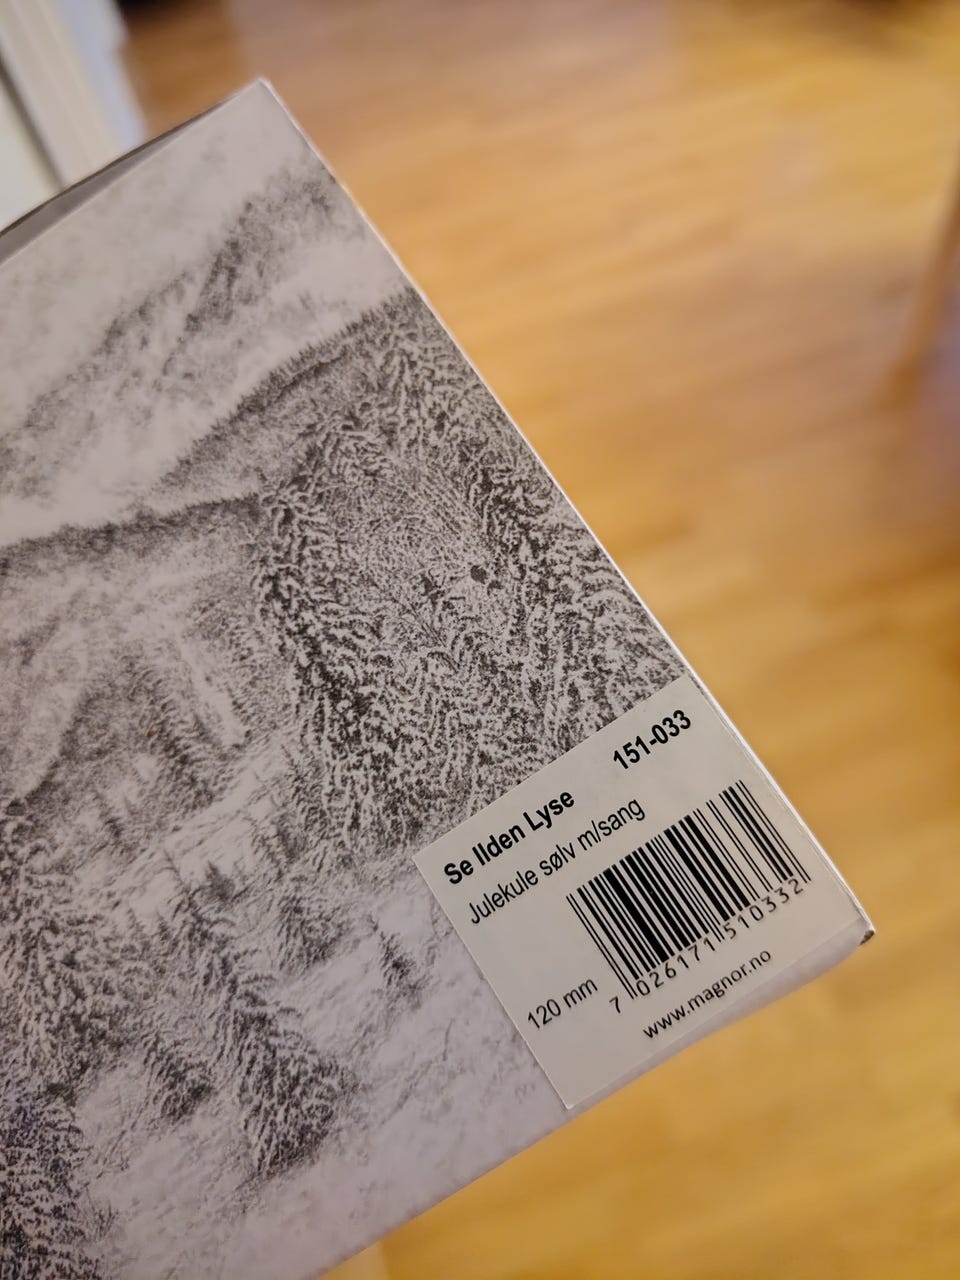 Se Ilden Lyse 151-033
Julekule sølv m/sang
120 mm
7 026171 510332
www.magnor.no